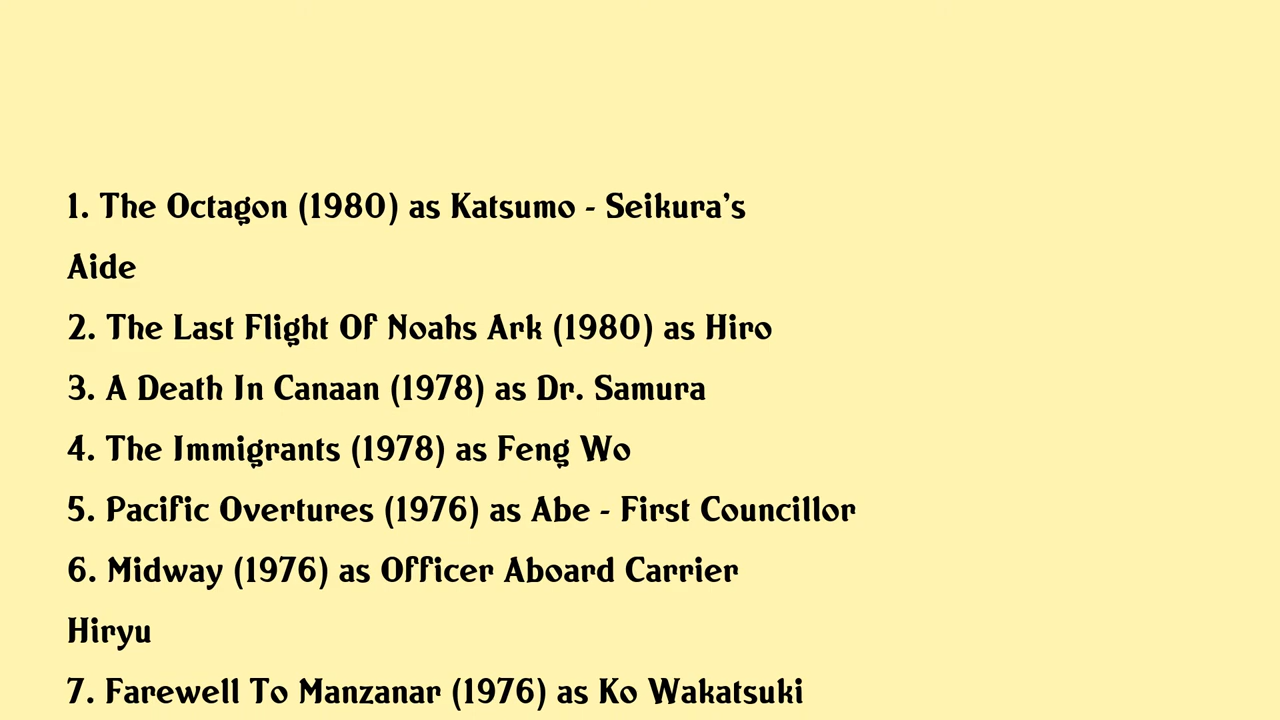 1. The Octagon (1980) as Katsumo - Seikura's
Aide
2. The Last Flight Of Noahs Ark (1980) as Hiro
3. A Death In Canaan (1978) as Dr. Samura
4. The Immigrants (1978) as Feng Wo
5. Pacific Overtures (1976) as Abe - First Councillor
6. Midway (1976) as Officer Aboard Carrier
Hiryu
7. Farewell To Manzanar (1976) as Ko Wakatsuki